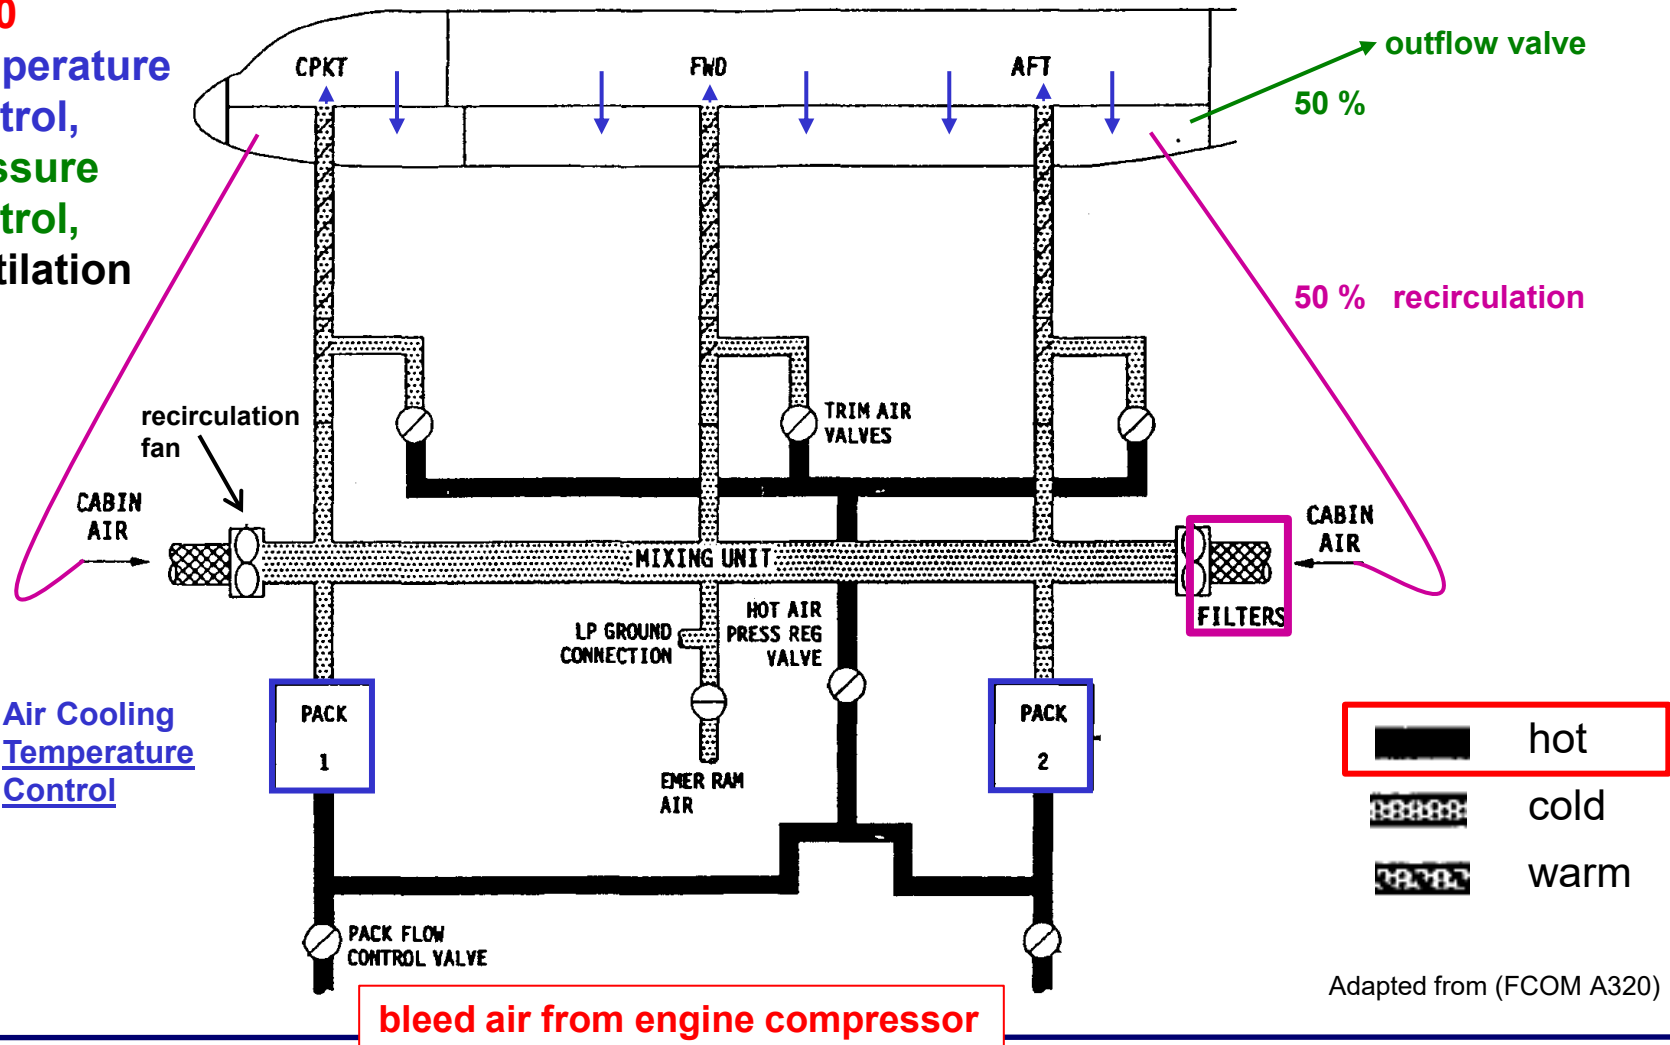 0
perature
trol,
ssure
trol,
tilation
CPKT
FWD
AFT
outflow valve
50 %
50 % recirculation
recirculation
fan
TRIM AIR
VALVES
CABIN
AIR
MIXING UNIT
CABIN
AIR
FILTERS
LP GROUND
CONNECTION
HOT AIR
PRESS REG
VALVE
Air Cooling
Temperature
Control
PACK
1
EMER RAM
AIR
PACK
2
hot
cold
warm
PACK FLOW
CONTROL VALVE
Adapted from (FCOM A320)
bleed air from engine compressor